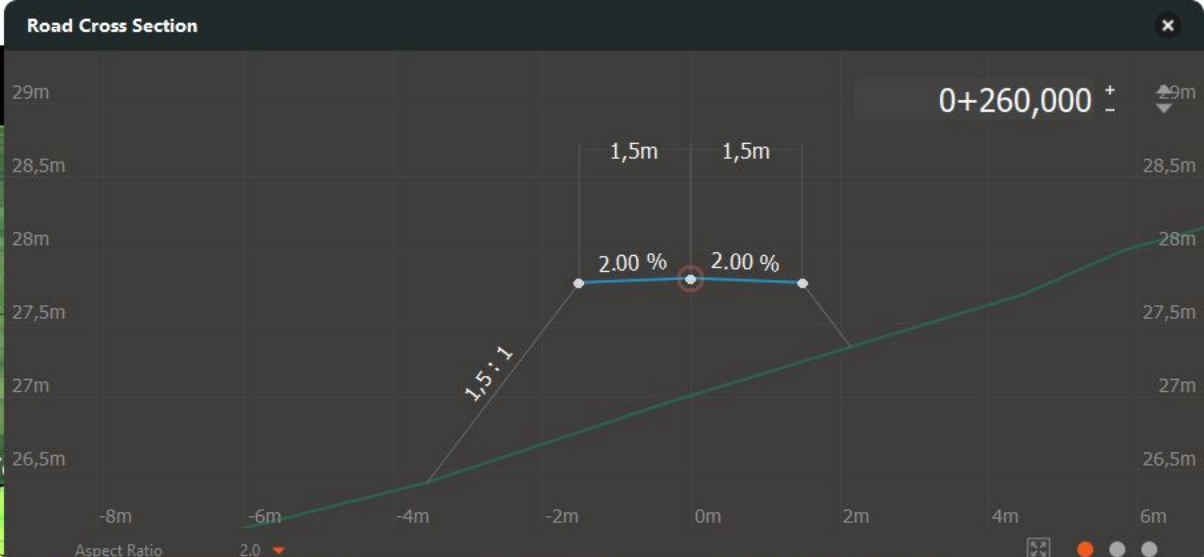 Road Cross Section
29m
0+260,000
+
−
29m
1,5m
1,5m
28,5m
28,5m
28m
28m
2.00 %
2.00 %
27,5m
27,5m
1,5 : 1
27m
27m
26,5m
26,5m
-8m
-6m
-4m
-2m
0m
2m
4m
6m
Aspect Ratio
2.0